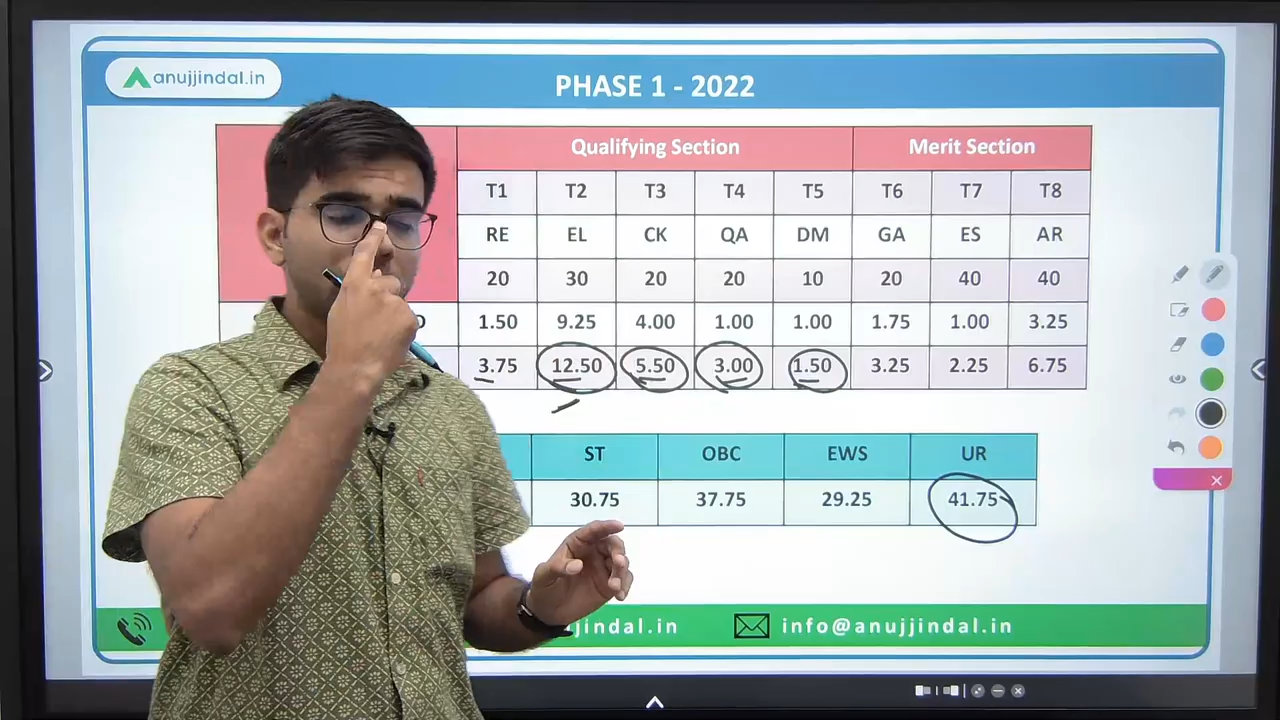 anujjindal.in
PHASE 1 - 2022
Qualifying Section Merit Section
T1 T2 T3 T4 T5 T6 T7 T8
RE EL CK QA DM GA ES AR
20 30 20 20 10 20 40 40
1.50 9.25 4.00 1.00 1.00 1.75 1.00 3.25
3.75 12.50 5.50 3.00 1.50 3.25 2.25 6.75
ST OBC EWS UR
30.75 37.75 29.25 41.75
jindal.in info@anujjindal.in